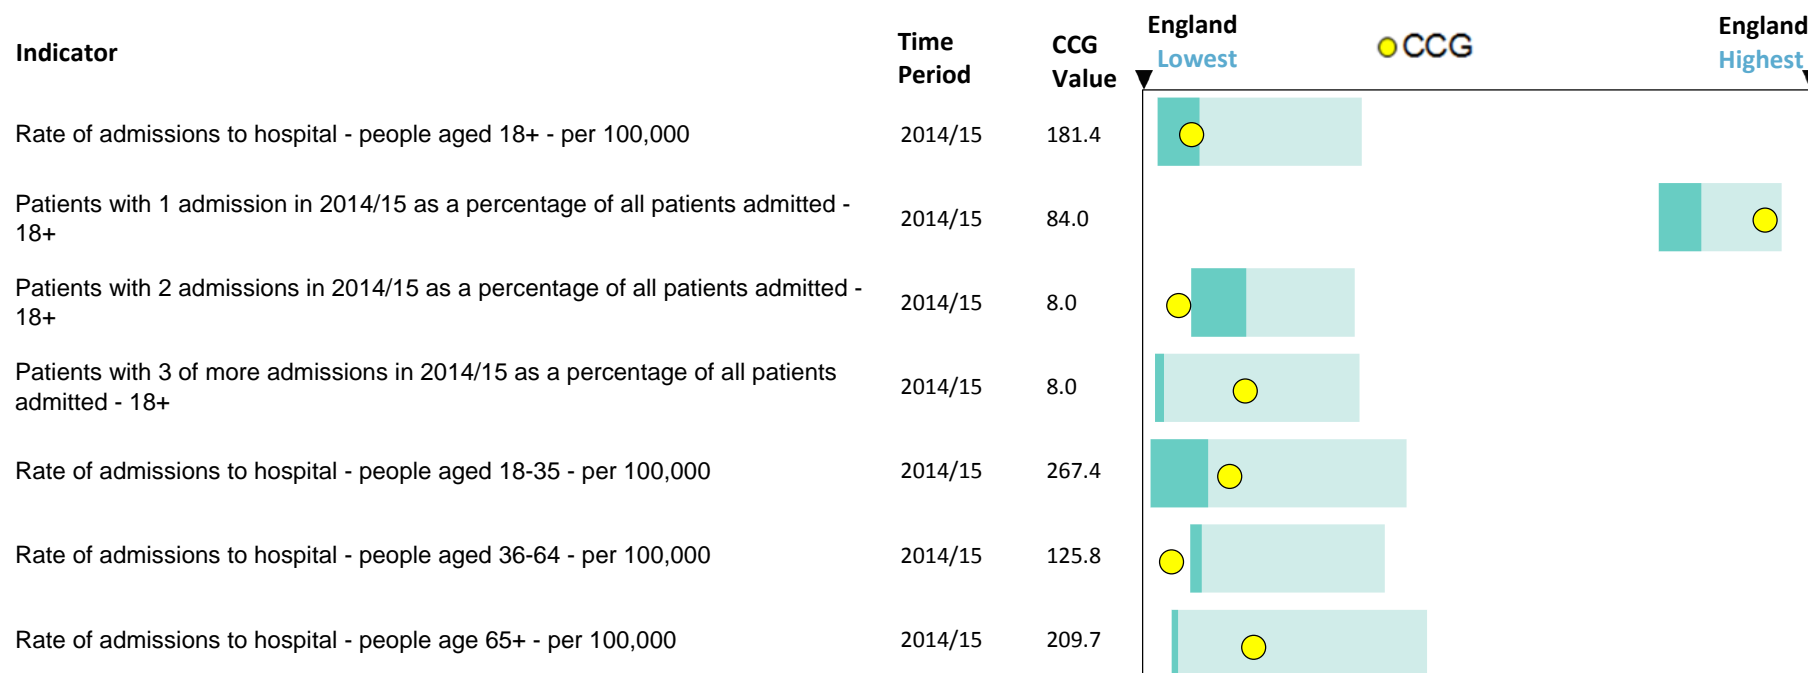 Indicator
Time
Period
CCG
Value
England
Lowest
CCG
England
Highest
Rate of admissions to hospital - people aged 18+ - per 100,000 2014/15 181.4
Patients with 1 admission in 2014/15 as a percentage of all patients admitted -
18+
2014/15 84.0
Patients with 2 admissions in 2014/15 as a percentage of all patients admitted -
18+
2014/15 8.0
Patients with 3 of more admissions in 2014/15 as a percentage of all patients
admitted - 18+
2014/15 8.0
Rate of admissions to hospital - people aged 18-35 - per 100,000 2014/15 267.4
Rate of admissions to hospital - people aged 36-64 - per 100,000 2014/15 125.8
Rate of admissions to hospital - people age 65+ - per 100,000 2014/15 209.7